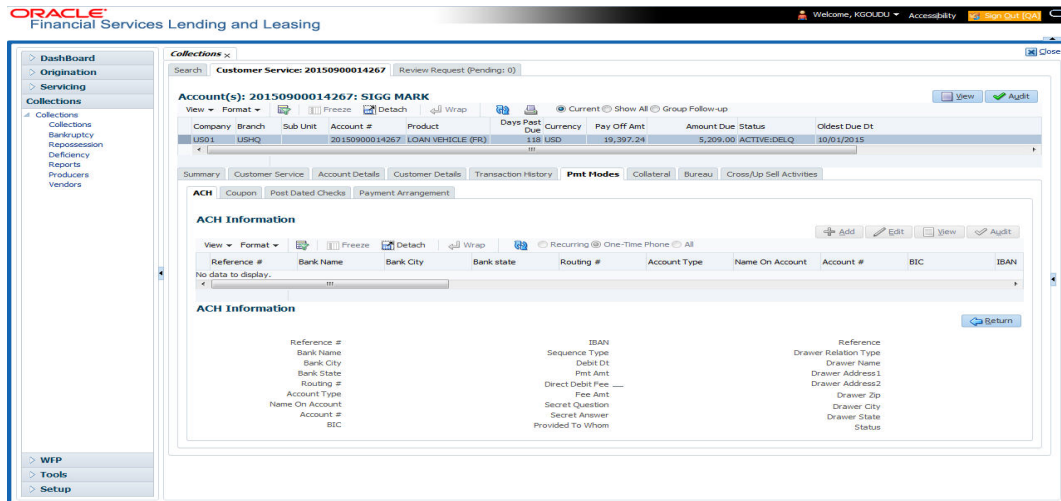 ORACLE
Financial Services Lending and Leasing
Welcome, KGOUDU Accessibility Sign Out (QA)
Close
DashBoard
Origination
Servicing
Collections
Collections
Collections
Bankruptcy
Repossession
Deficiency
Reports
Producers
Vendors
WFP
Tools
Setup
Collections x
Search Customer Service: 20150900014267 Review Request (Pending: 0)
Account(s): 20150900014267: SIGG MARK
View Audit
View Format Freeze Detach Wrap Current Show All Group Follow-up
Company Branch Sub Unit Account # Product Days Past Due Currency Pay Off Amt Amount Due Status Oldest Due Dt
US01 USHQ 20150900014267 LOAN VEHICLE (FR) 118 USD 19,397.24 5,209.00 ACTIVE:DELQ 10/01/2015
Summary Customer Service Account Details Customer Details Transaction History Pmt Modes Collateral Bureau Cross/Up Sell Activities
ACH Coupon Post Dated Checks Payment Arrangement
ACH Information
Add Edit View Audit
View Format Freeze Detach Wrap Recurring One-Time Phone All
Reference # Bank Name Bank City Bank state Routing # Account Type Name On Account Account # BIC IBAN
No data to display.
ACH Information
Return
Reference # IBAN Reference
Bank Name Sequence Type Drawer Relation Type
Bank City Debit Dt Drawer Name
Bank State Pmt Amt Drawer Address1
Routing # Direct Debit Fee Drawer Address2
Account Type Fee Amt Drawer Zip
Name On Account Secret Question Drawer City
Account # Secret Answer Drawer State
BIC Provided To Whom Status